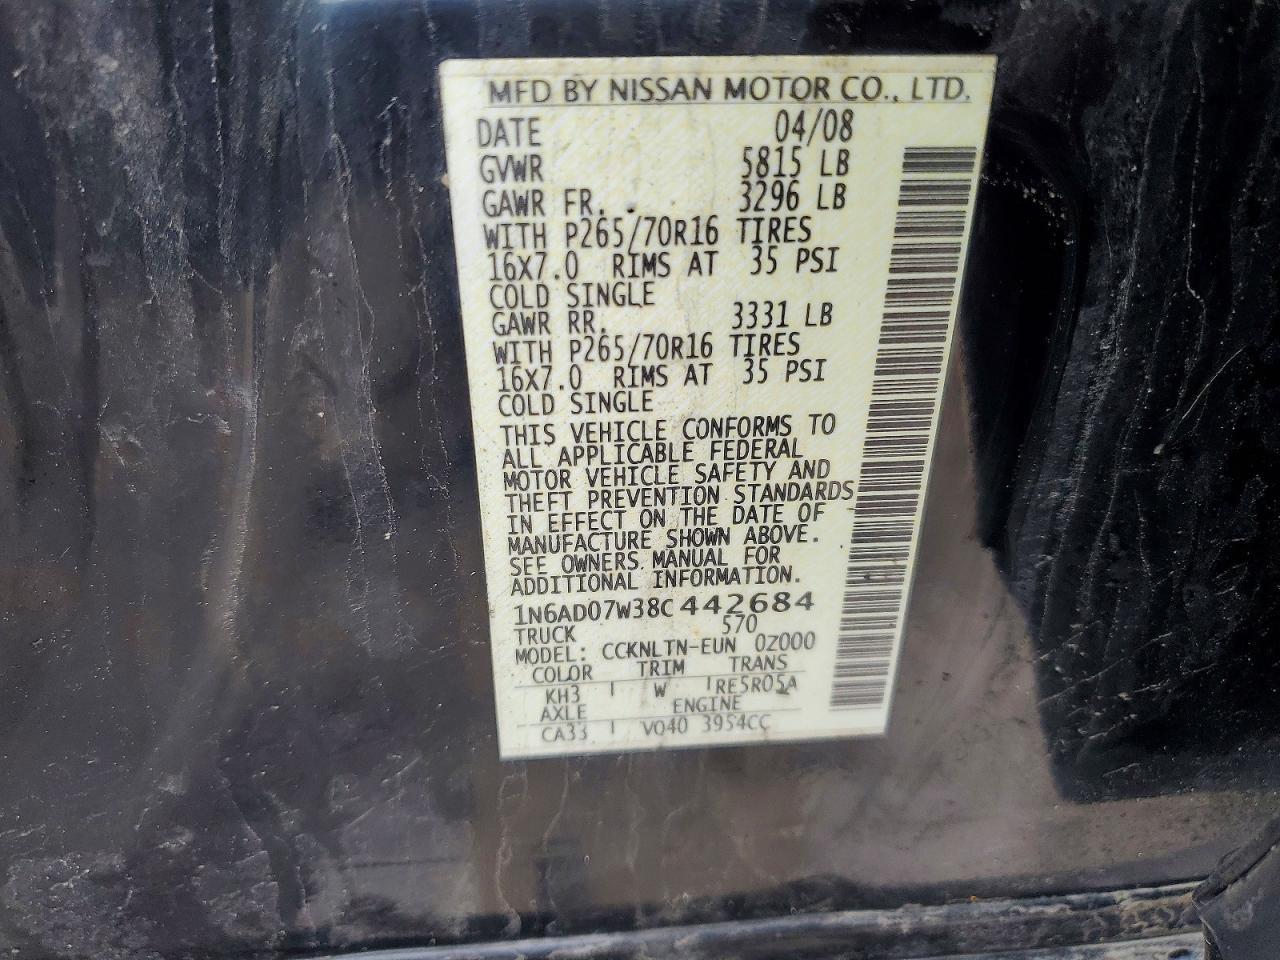 MFD BY NISSAN MOTOR CO., LTD.
DATE 04/08
GVWR 5815 LB
GAWR FR. 3296 LB
WITH P265/70R16 TIRES
16X7.0 RIMS AT 35 PSI
COLD SINGLE
GAWR RR. 3331 LB
WITH P265/70R16 TIRES
16X7.0 RIMS AT 35 PSI
COLD SINGLE
THIS VEHICLE CONFORMS TO
ALL APPLICABLE FEDERAL
MOTOR VEHICLE SAFETY AND
THEFT PREVENTION STANDARDS
IN EFFECT ON THE DATE OF
MANUFACTURE SHOWN ABOVE.
SEE OWNERS MANUAL FOR
ADDITIONAL INFORMATION.
1N6AD07W38C442684
TRUCK 570
MODEL: CCKNLTN-EUN 0Z000
COLOR TRIM TRANS
KH3 W RE5R05A
AXLE ENGINE
CA33 VQ40 3954CC